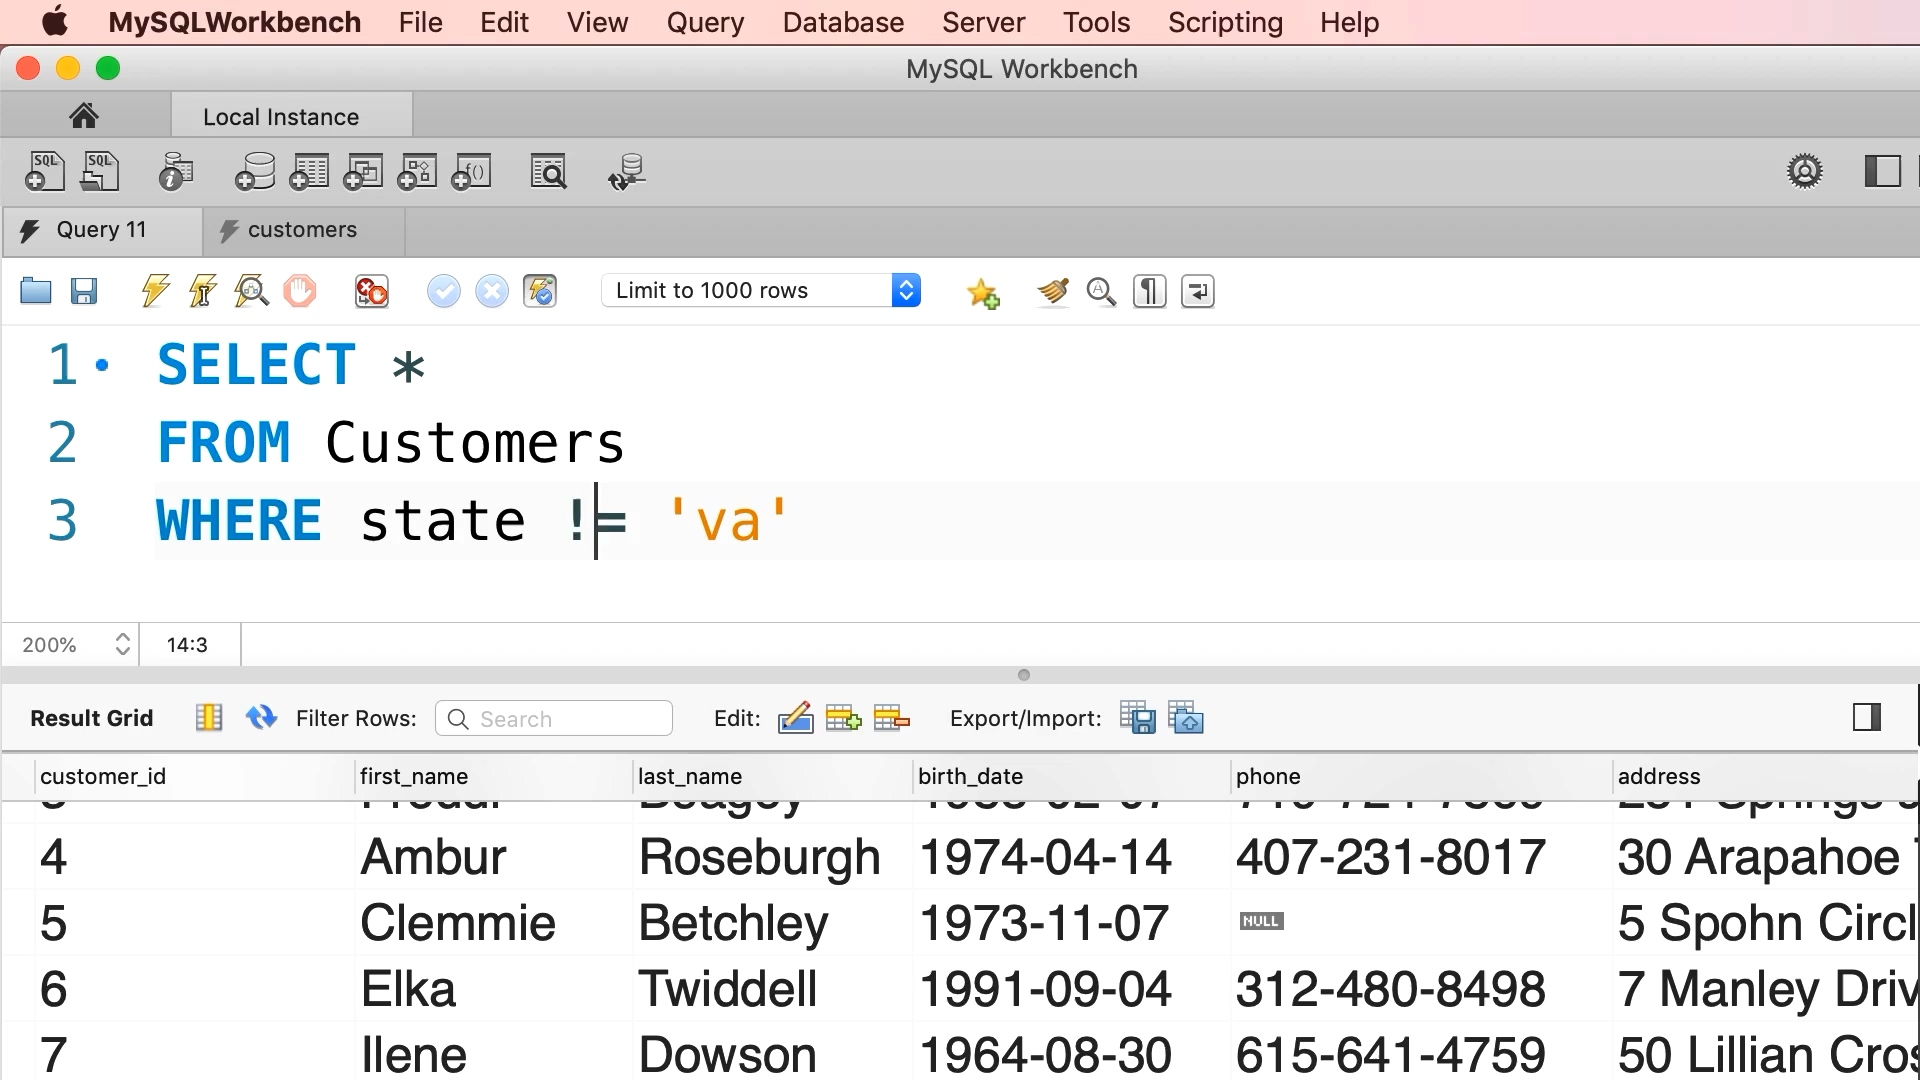 MySQLWorkbench File Edit View Query Database Server Tools Scripting Help
MySQL Workbench
Local Instance
SQL SQL f()
Query 11 customers
Limit to 1000 rows
1 SELECT *
2 FROM Customers
3 WHERE state != 'va'
200% 14:3
Result Grid Filter Rows: Search Edit: Export/Import:
customer_id first_name last_name birth_date phone address
4 Ambur Roseburgh 1974-04-14 407-231-8017 30 Arapahoe
5 Clemmie Betchley 1973-11-07 NULL 5 Spohn Circl
6 Elka Twiddell 1991-09-04 312-480-8498 7 Manley Driv
7 Ilene Dowson 1964-08-30 615-641-4759 50 Lillian Cros